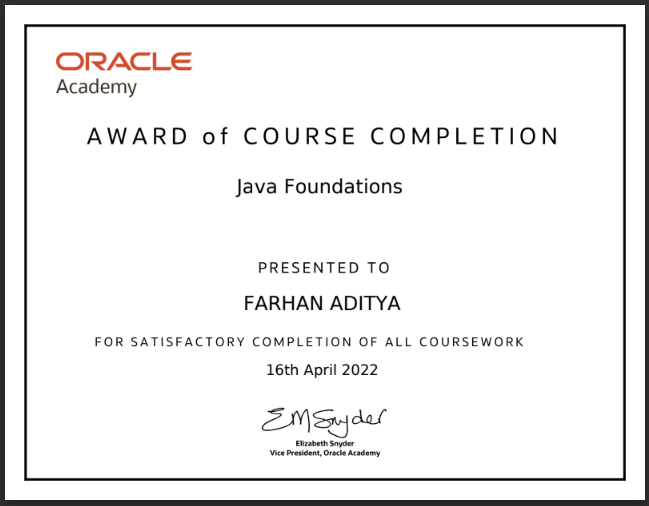 ORACLE
Academy
AWARD of COURSE COMPLETION
Java Foundations
PRESENTED TO
FARHAN ADITYA
FOR SATISFACTORY COMPLETION OF ALL COURSEWORK
16th April 2022
EMSnyder
Elizabeth Snyder
Vice President, Oracle Academy